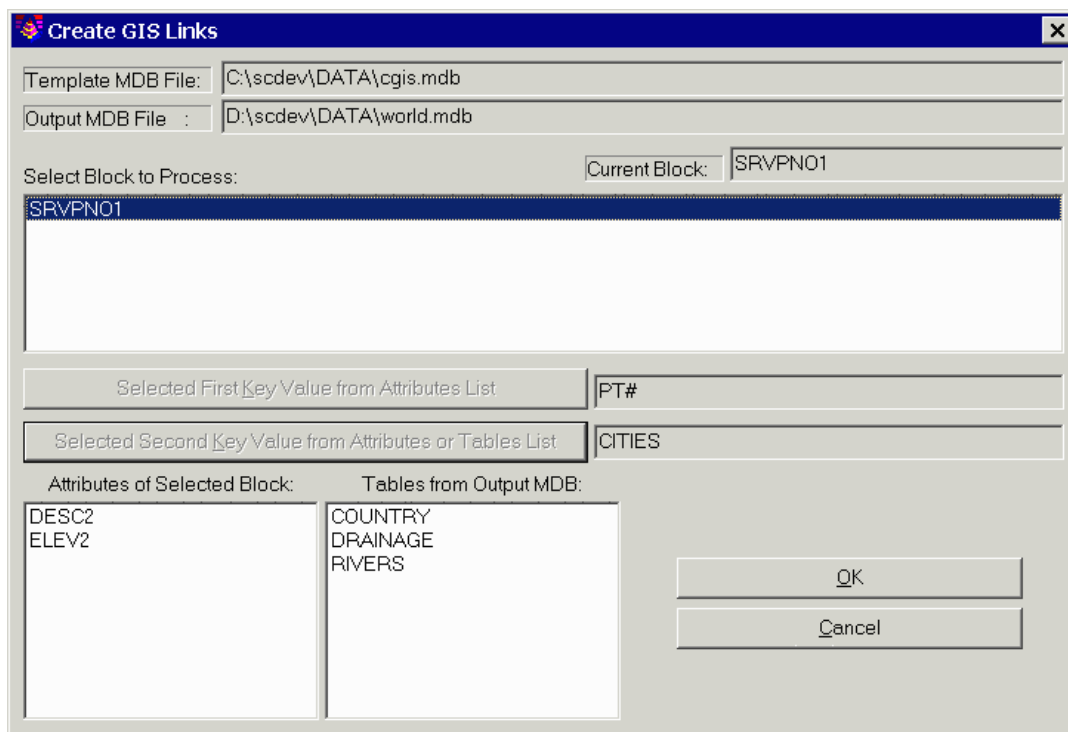 Create GIS Links
Template MDB File: C:\scdev\DATA\cgis.mdb
Output MDB File : D:\scdev\DATA\world.mdb
Select Block to Process: Current Block: SRVPNO1
SRVPNO1
Selected First Key Value from Attributes List PT#
Selected Second Key Value from Attributes or Tables List CITIES
Attributes of Selected Block: Tables from Output MDB:
DESC2 COUNTRY
ELEV2 DRAINAGE
RIVERS
OK
Cancel